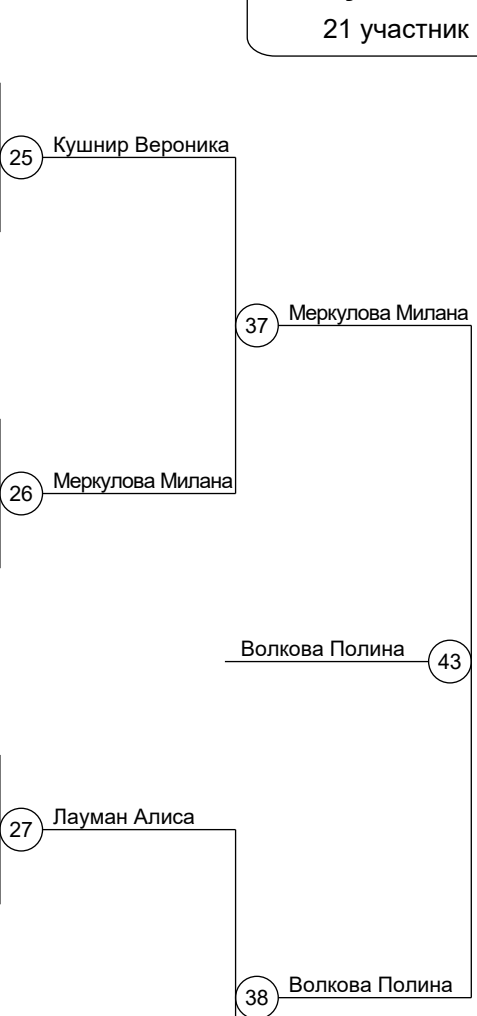 21 участник
Кушнир Вероника
25
Меркулова Милана
37
Меркулова Милана
26
Волкова Полина
43
Лауман Алиса
27
Волкова Полина
38